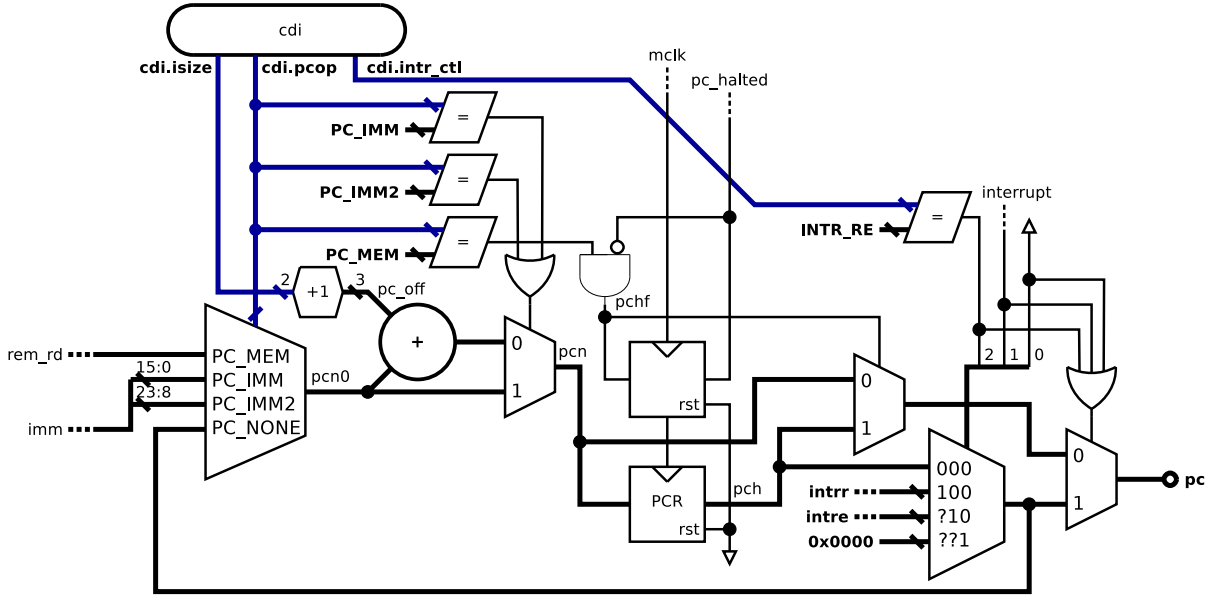 cdi
cdi.isize
cdi.pcop
cdi.intr_ctl
mclk
pc_halted
PC_IMM
=
PC_IMM2
=
PC_MEM
=
INTR_RE
=
interrupt
2
+1
3
pc_off
pchf
+
0
1
pcn
2
1
0
rem_rd
15:0
23:8
imm
PC_MEM
PC_IMM
PC_IMM2
PC_NONE
pcn0
rst
0
1
PCR
rst
pch
000
100
?10
??1
intrr
intre
0x0000
0
1
pc